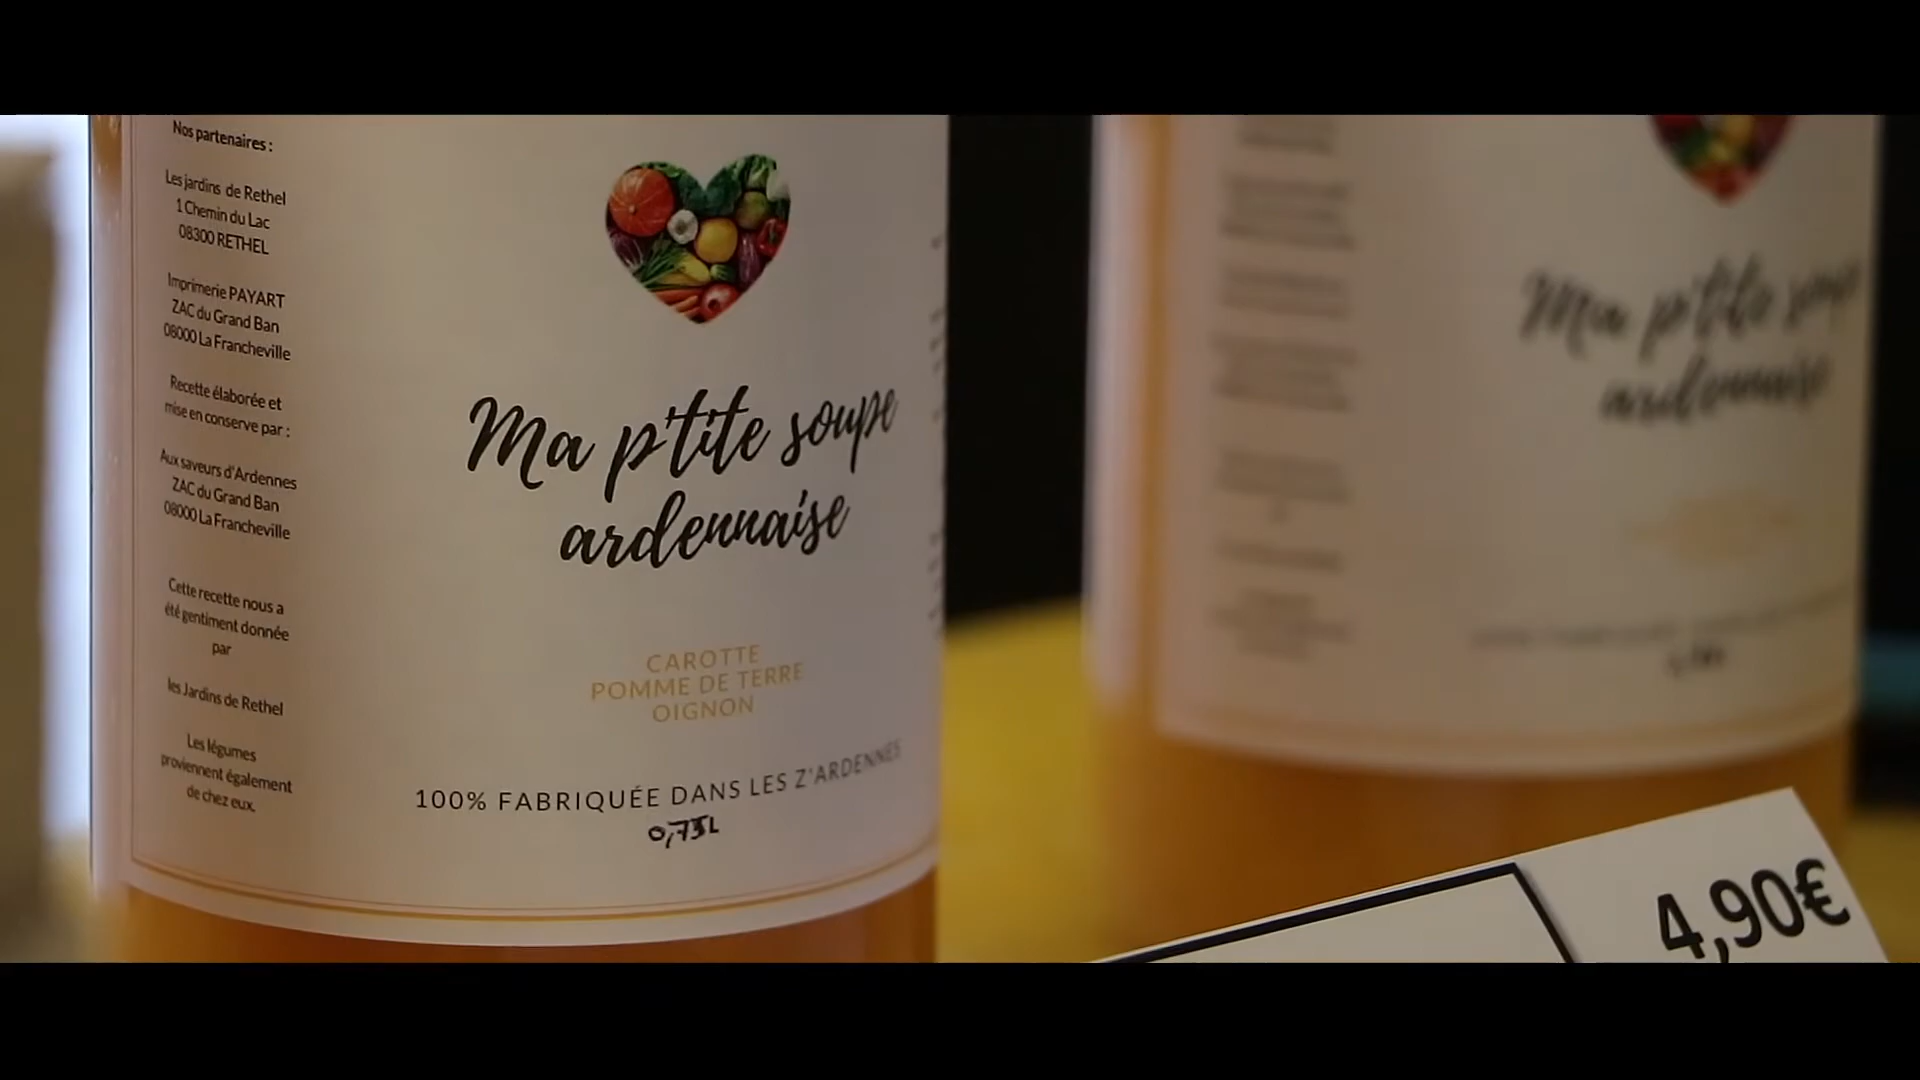 Nos partenaires :
Les jardins de Rethel
1 Chemin du Lac
08300 RETHEL
Imprimerie PAYART
ZAC du Grand Ban
08000 La Francheville
Recette élaborée et
mise en conserve par :
Aux saveurs d'Ardennes
ZAC du Grand Ban
08000 La Francheville
Cette recette nous a
été gentiment donnée
par
les Jardins de Rethel
Les légumes
proviennent également
de chez eux.
Ma p'tite soupe
ardennaise
CAROTTE
POMME DE TERRE
OIGNON
100% FABRIQUÉE DANS LES Z'ARDENNES
0,75L
Ma p'tite soupe
ardennaise
4,90€